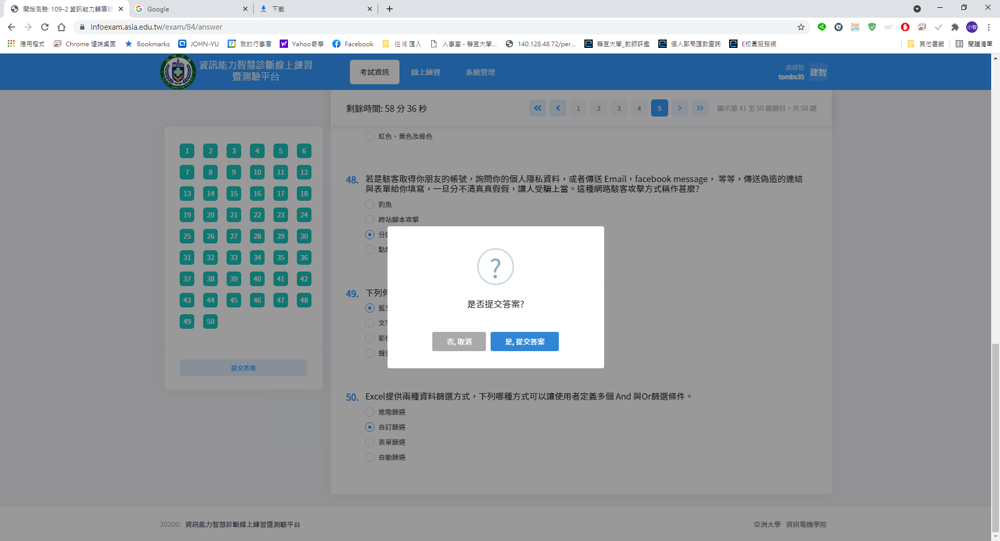 開始測驗: 109-2 資訊能力輔導班
Google
下載
infoexam.asia.edu.tw/exam/84/answer
應用程式
Chrome 遠端桌面
Bookmarks
JOHN-YU
我的行事曆
Yahoo奇摩
Facebook
從 IE 匯入
人事室 - 靜宜大學...
140.128.48.72/per...
靜宜大學_教師評鑑
個人郵局匯款查詢
E校園服務網
其他書籤
閱讀清單
資訊能力智慧診斷線上練習
暨測驗平台
考試資訊
線上練習
系統管理
俞建智
tombs35
建智
剩餘時間: 58 分 36 秒
1 2 3 4 5
顯示第 41 至 50 題題目，共 50 題
1 2 3 4 5 6
7 8 9 10 11 12
13 14 15 16 17 18
19 20 21 22 23 24
25 26 27 28 29 30
31 32 33 34 35 36
37 38 39 40 41 42
43 44 45 46 47 48
49 50
提交答案
紅色、黃色及綠色
48. 若是駭客取得你朋友的帳號，詢問你的個人隱私資料，或者傳送 Email，facebook message， 等等，傳送偽造的連結
與表單給你填寫，一旦分不清真真假假，讓人受騙上當。這種網路駭客攻擊方式稱作甚麼?
釣魚
跨站腳本攻擊
分
點
49. 下列
藍
文
影
聲
?
是否提交答案?
否, 取消
是, 提交答案
50. Excel提供兩種資料篩選方式，下列哪種方式可以讓使用者定義多個 And 與Or篩選條件。
進階篩選
自訂篩選
表單篩選
自動篩選
2020© 資訊能力智慧診斷線上練習暨測驗平台
亞洲大學 資訊電機學院